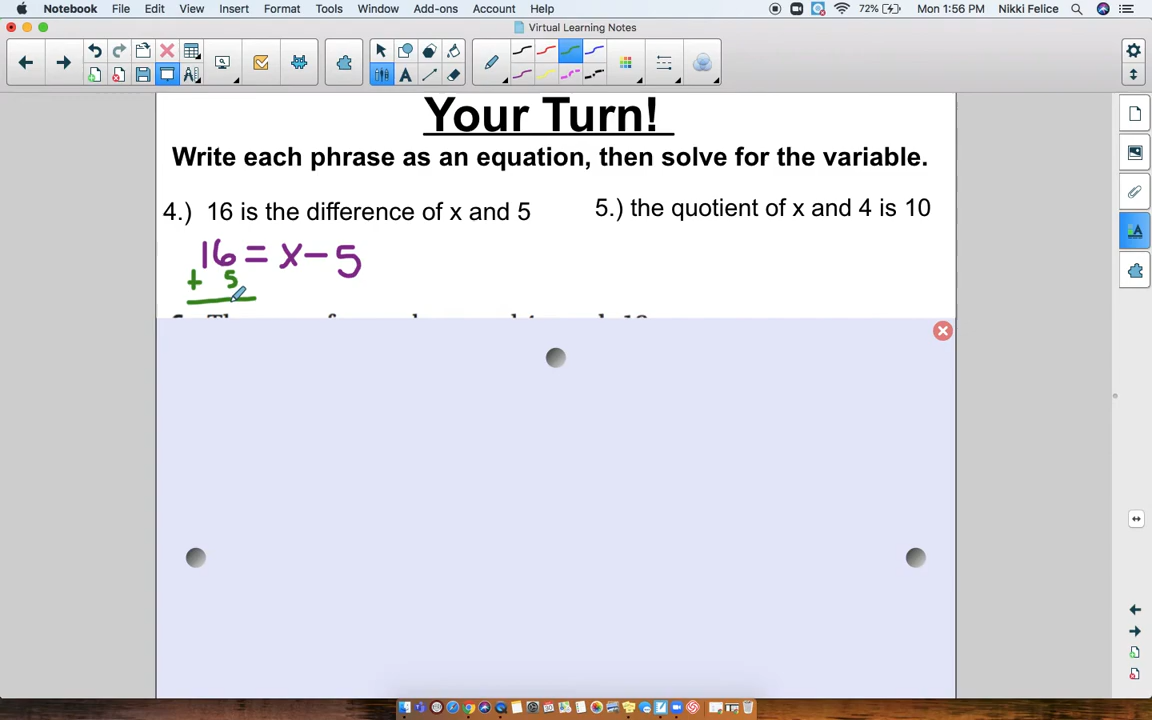 Notebook File Edit View Insert Format Tools Window Add-ons Account Help 72% Mon 1:56 PM Nikki Felice
Virtual Learning Notes
Your Turn!
Write each phrase as an equation, then solve for the variable.
4.) 16 is the difference of x and 5
5.) the quotient of x and 4 is 10
16 = x - 5
+ 5